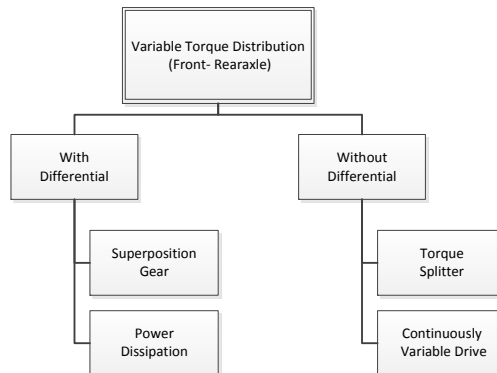 Variable Torque Distribution
(Front- Rearaxle)
With
Differential
Without
Differential
Superposition
Gear
Torque
Splitter
Power
Dissipation
Continuously
Variable Drive